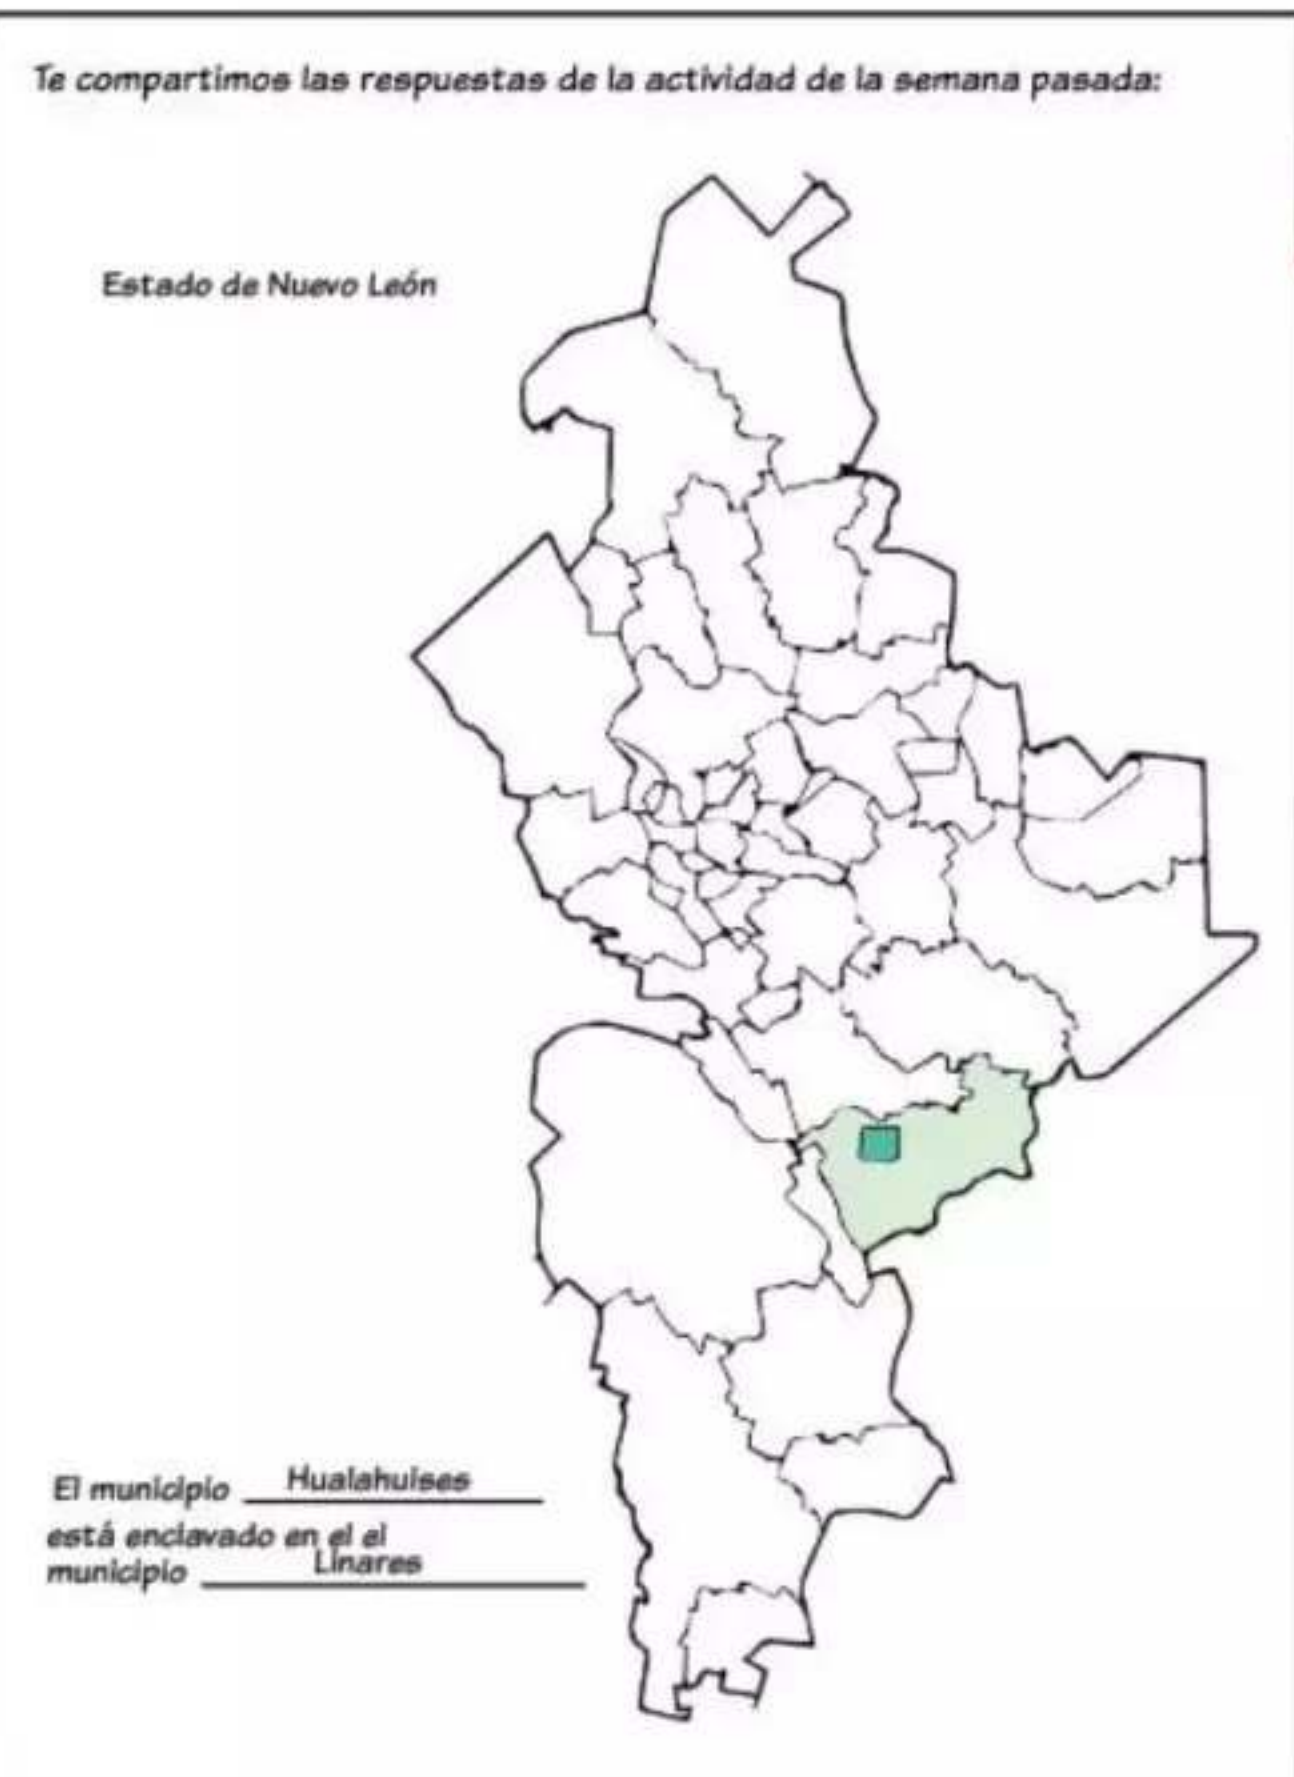 Te compartimos las respuestas de la actividad de la semana pasada:
Estado de Nuevo León
El municipio Hualahuises
está enclavado en el el
municipio Linares